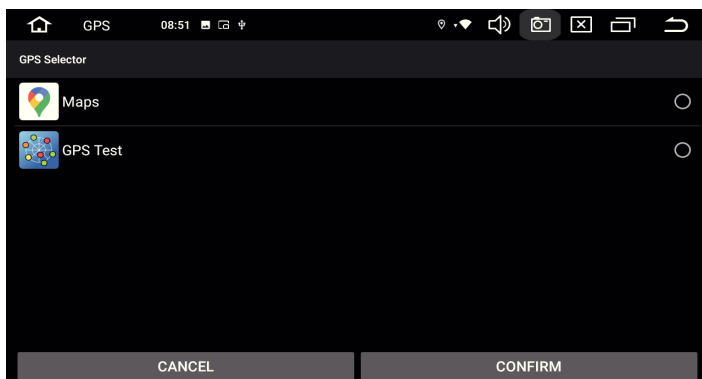 GPS 08:51
GPS Selector
Maps
GPS Test
CANCEL CONFIRM